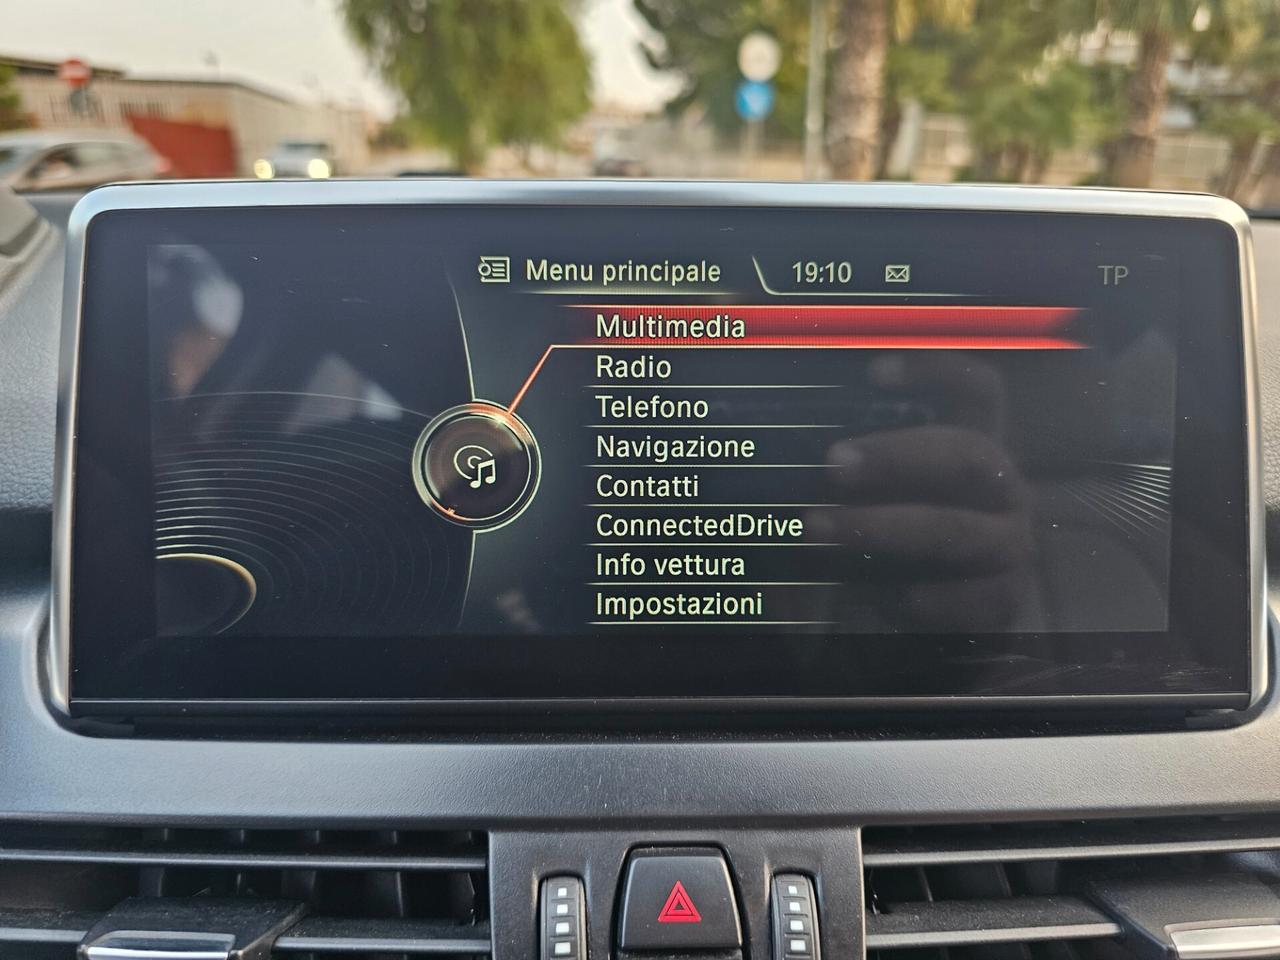 Menu principale 19:10 TP
Multimedia
Radio
Telefono
Navigazione
Contatti
ConnectedDrive
Info vettura
Impostazioni